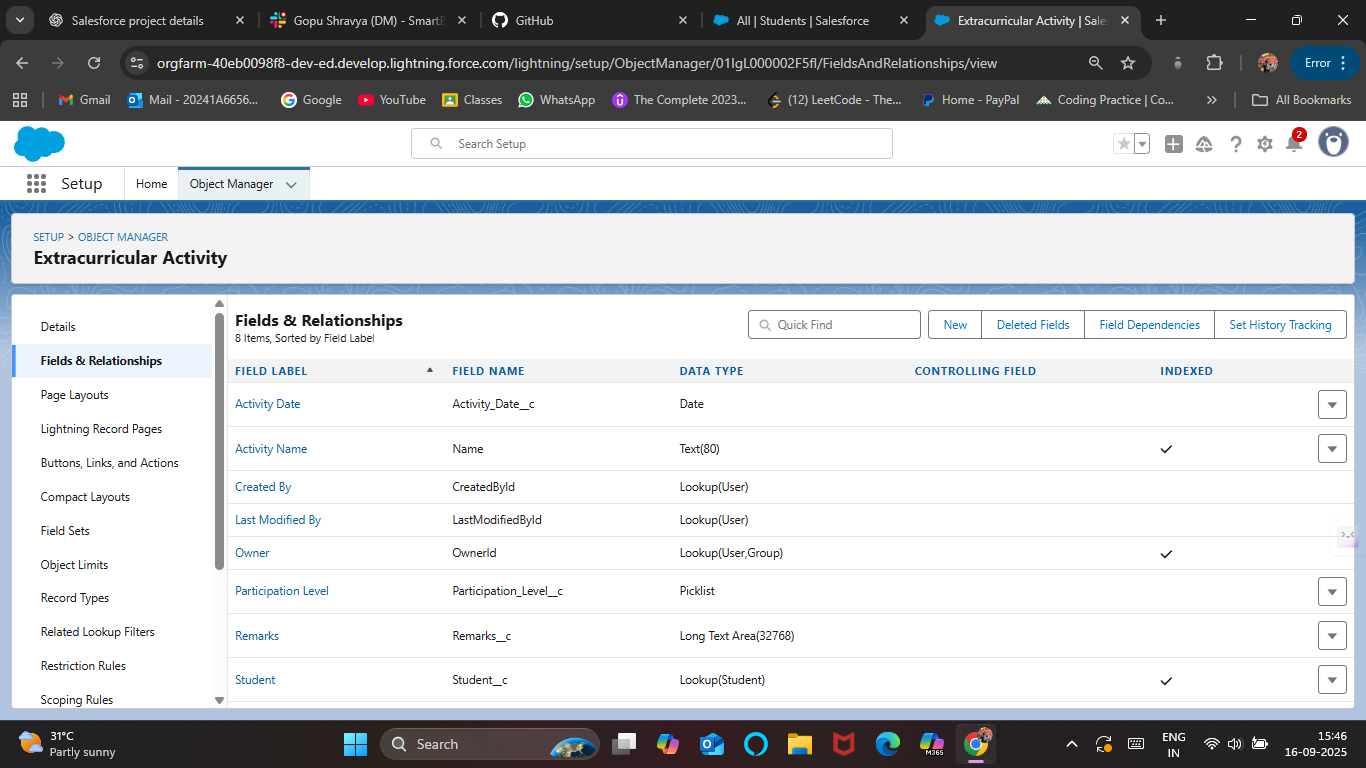 Salesforce project details
Gopu Shravya (DM) - SmartB
GitHub
All | Students | Salesforce
Extracurricular Activity | Sales
orgfarm-40eb0098f8-dev-ed.develop.lightning.force.com/lightning/setup/ObjectManager/01IgL000002F5fl/FieldsAndRelationships/view
Error
Gmail
Mail - 20241A6656...
Google
YouTube
Classes
WhatsApp
The Complete 2023...
(12) LeetCode - The...
Home - PayPal
Coding Practice | Co...
All Bookmarks
Search Setup
2
Setup
Home
Object Manager
SETUP > OBJECT MANAGER
Extracurricular Activity
Details
Fields & Relationships
Page Layouts
Lightning Record Pages
Buttons, Links, and Actions
Compact Layouts
Field Sets
Object Limits
Record Types
Related Lookup Filters
Restriction Rules
Scoping Rules
Fields & Relationships
8 Items, Sorted by Field Label
Quick Find
New
Deleted Fields
Field Dependencies
Set History Tracking
FIELD LABEL FIELD NAME DATA TYPE CONTROLLING FIELD INDEXED
Activity Date Activity_Date__c Date
Activity Name Name Text(80)
Created By CreatedById Lookup(User)
Last Modified By LastModifiedById Lookup(User)
Owner OwnerId Lookup(User,Group)
Participation Level Participation_Level__c Picklist
Remarks Remarks__c Long Text Area(32768)
Student Student__c Lookup(Student)
31°C
Partly sunny
Search
M365
ENG
IN
15:46
16-09-2025